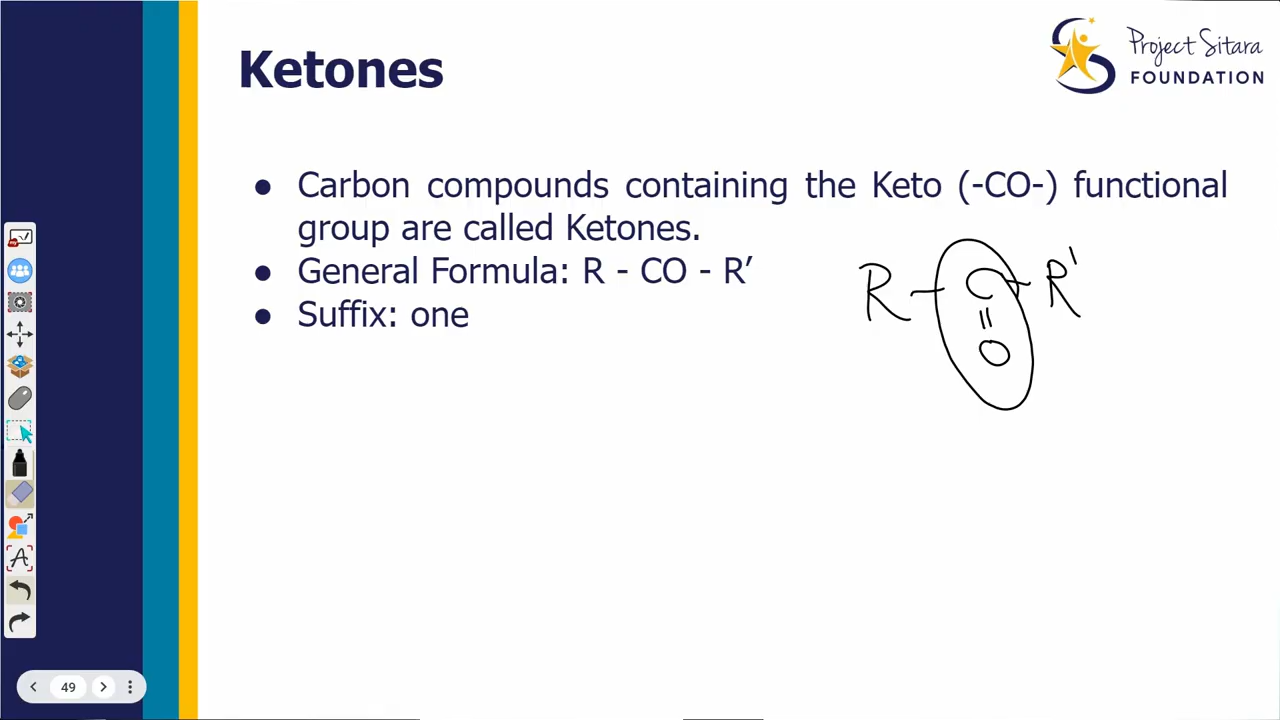 Ketones
Project Sitara
FOUNDATION
● Carbon compounds containing the Keto (-CO-) functional
group are called Ketones.
● General Formula: R - CO - R’
● Suffix: one
R - C - R'
=
O
A
49